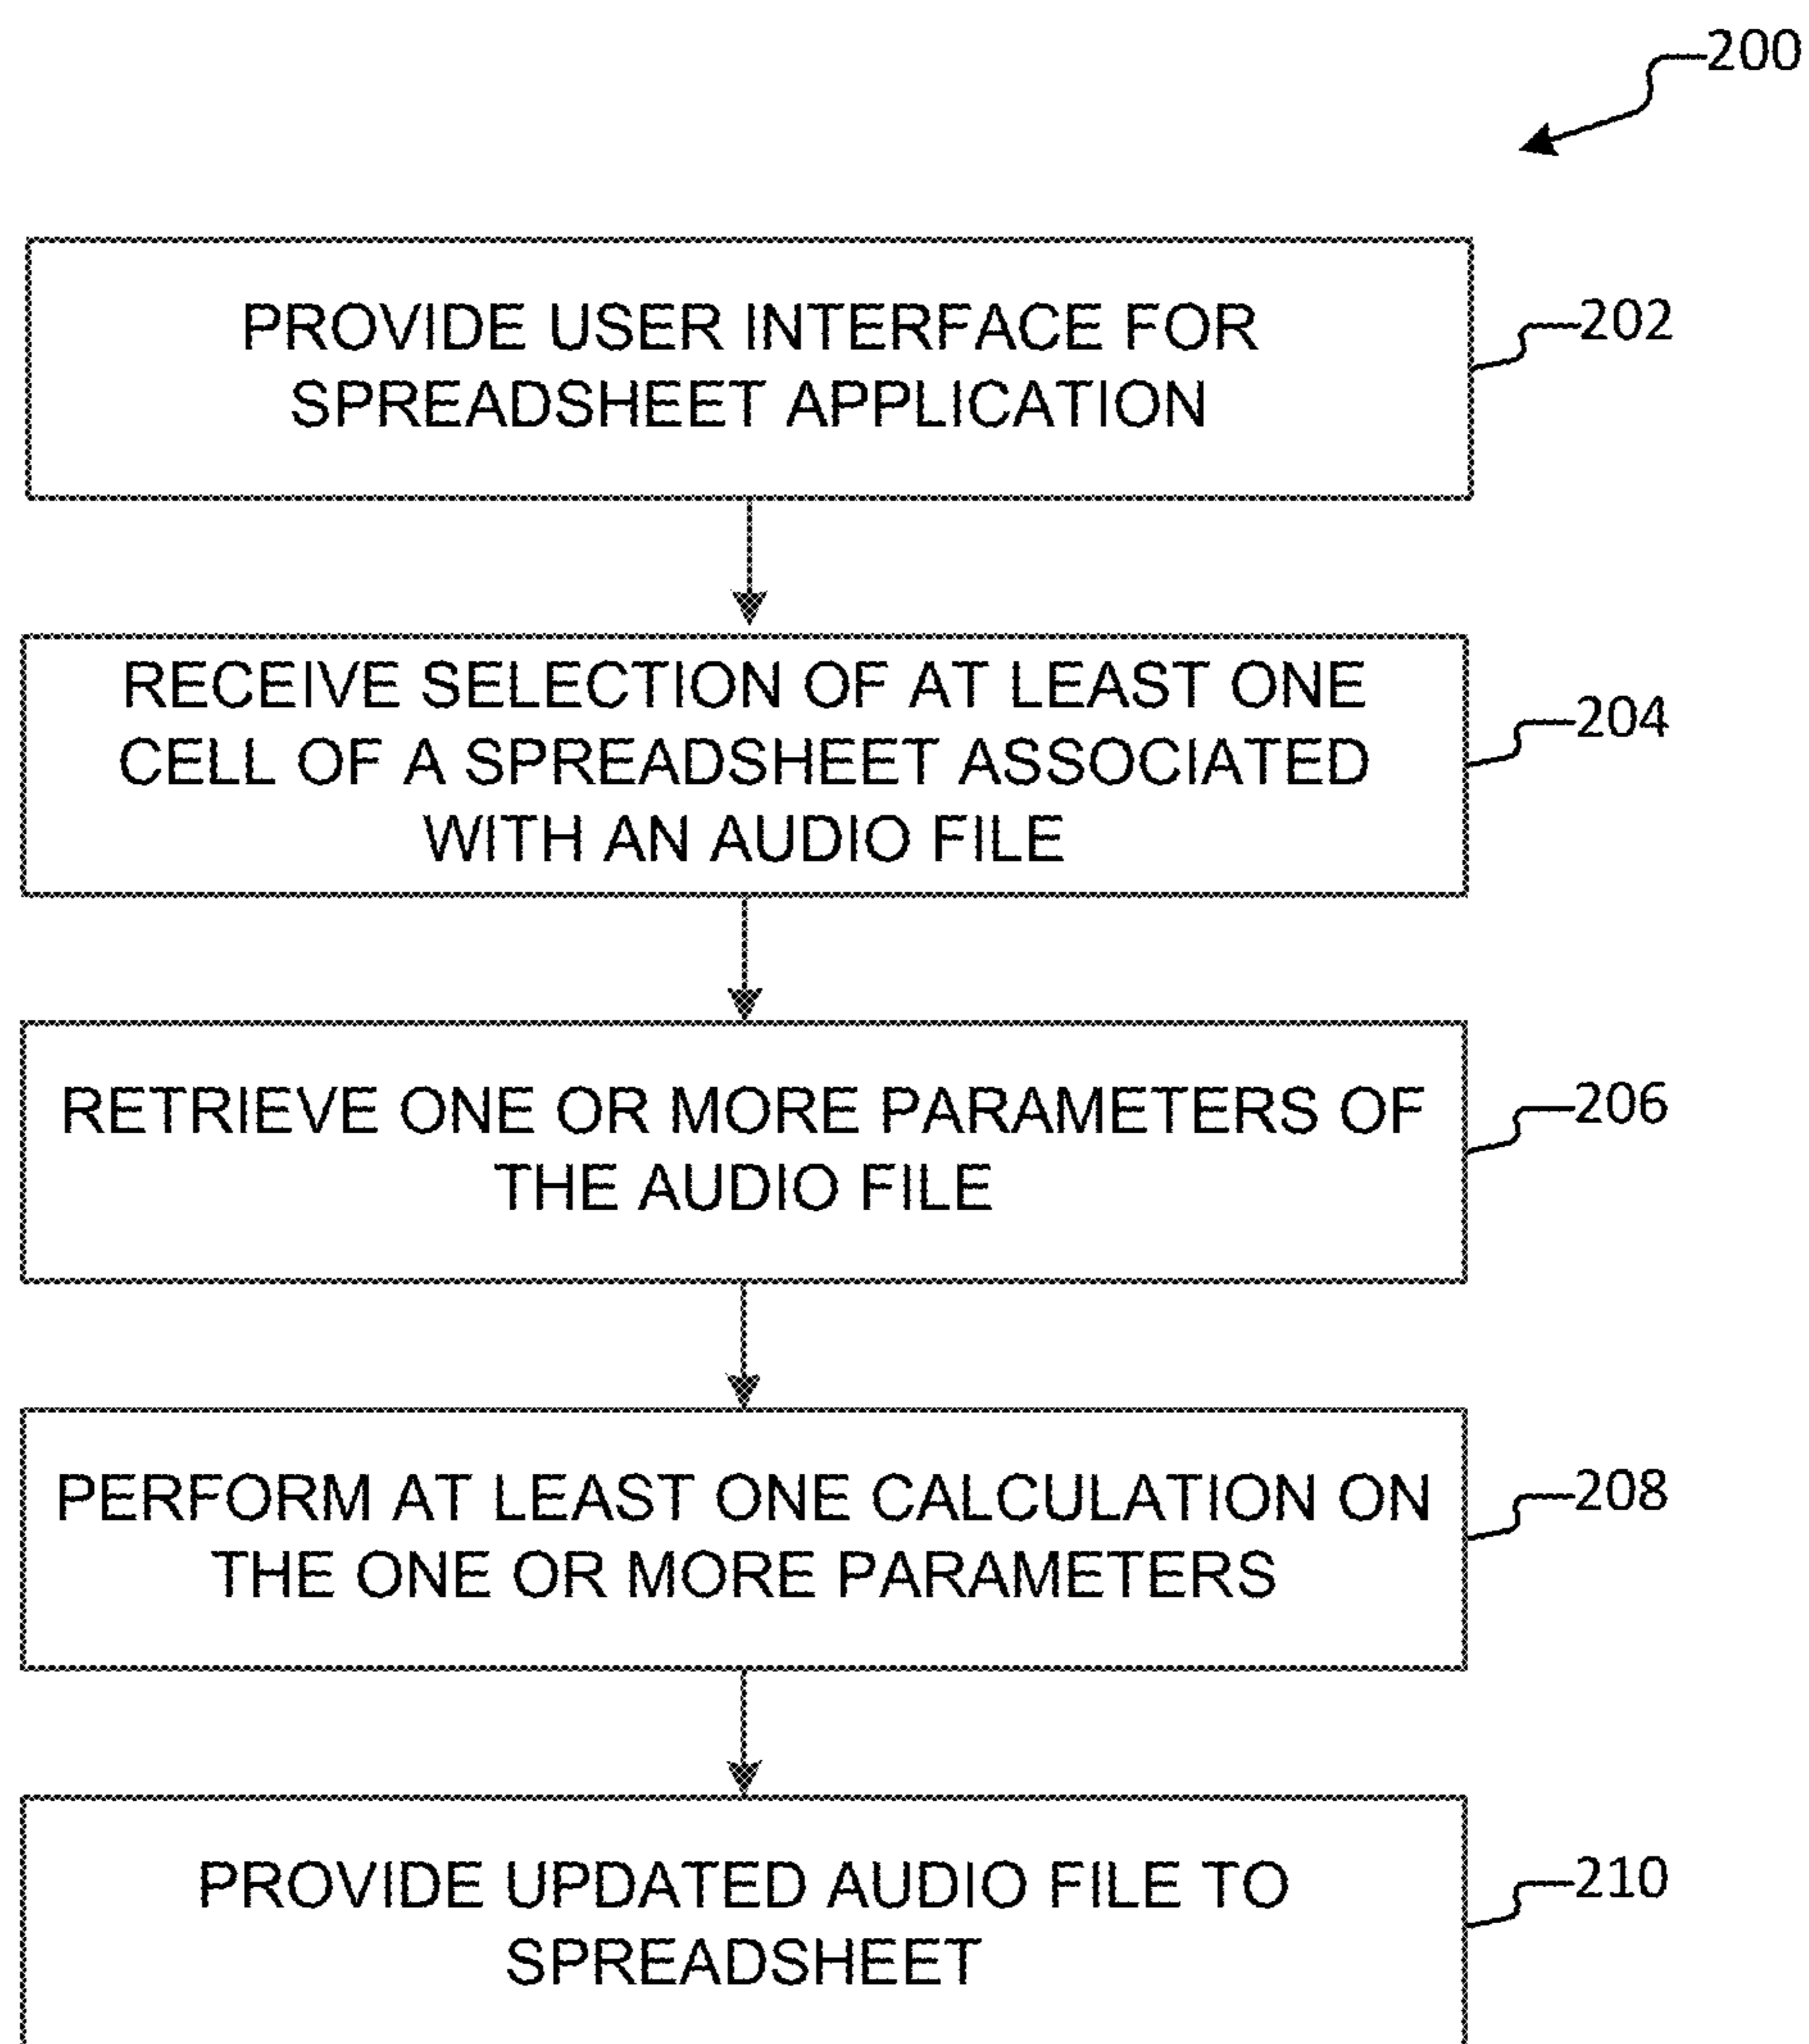 200
PROVIDE USER INTERFACE FOR
SPREADSHEET APPLICATION
202
RECEIVE SELECTION OF AT LEAST ONE
CELL OF A SPREADSHEET ASSOCIATED
WITH AN AUDIO FILE
204
RETRIEVE ONE OR MORE PARAMETERS OF
THE AUDIO FILE
206
PERFORM AT LEAST ONE CALCULATION ON
THE ONE OR MORE PARAMETERS
208
PROVIDE UPDATED AUDIO FILE TO
SPREADSHEET
210